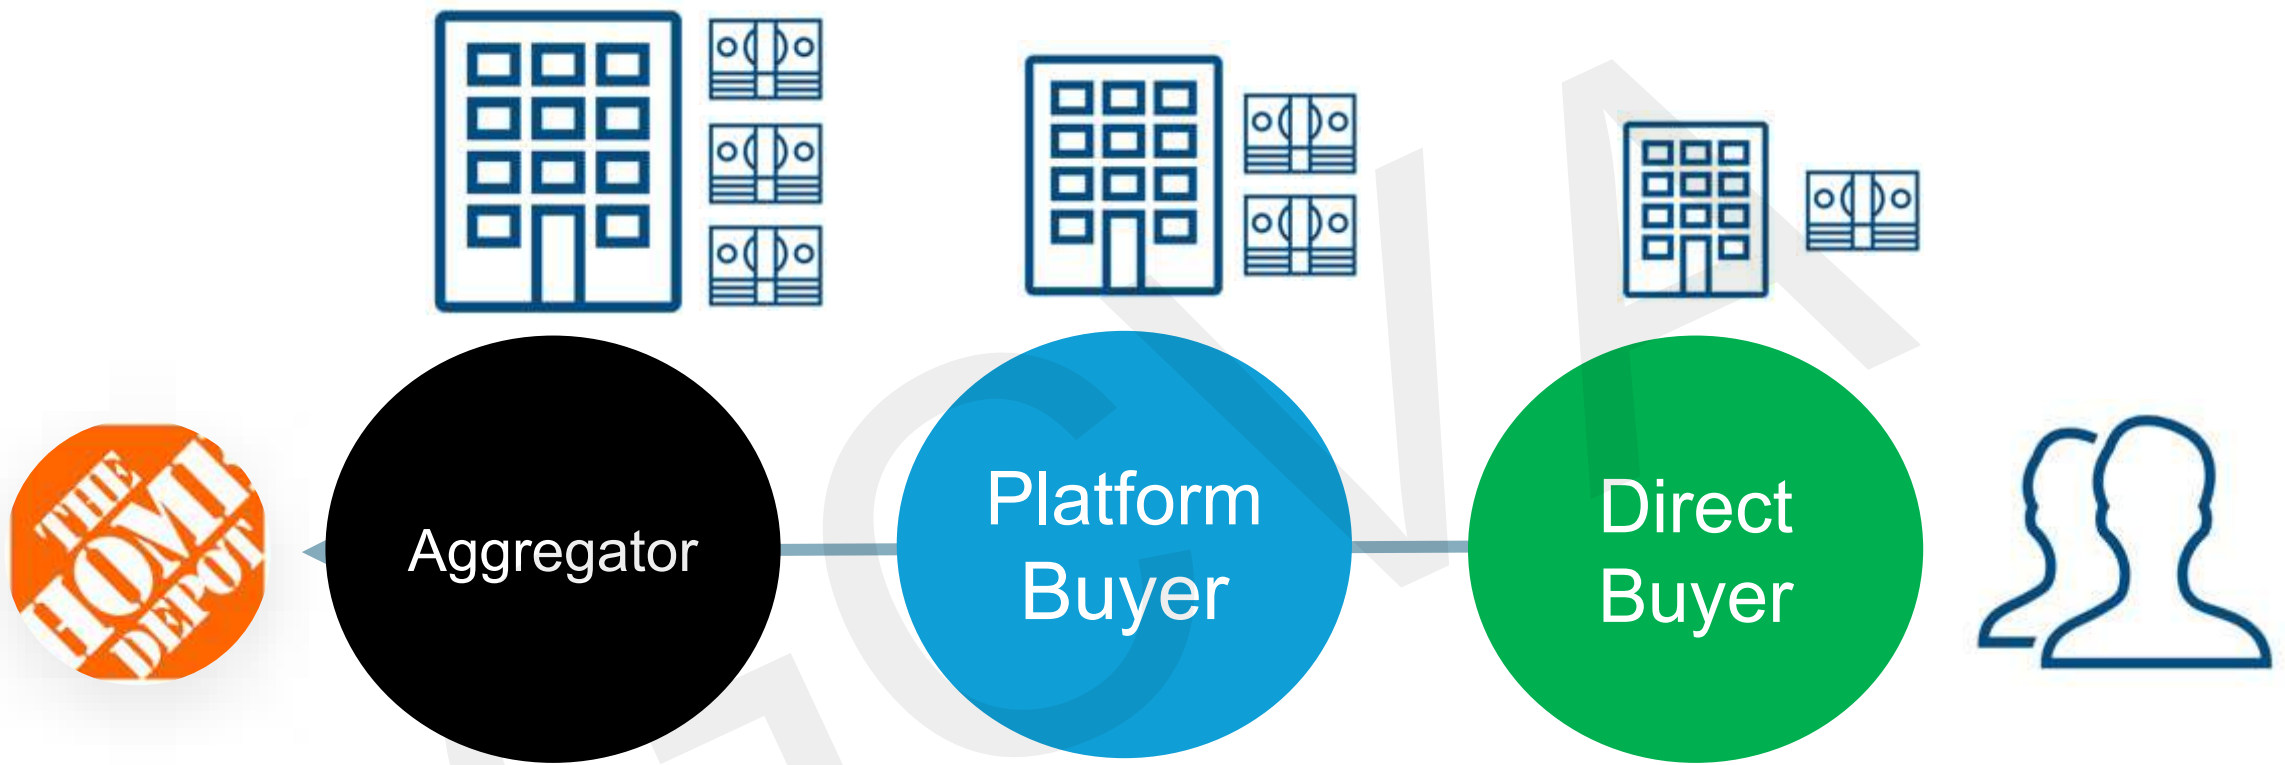 THE
HOME
DEPOT
Aggregator
Platform
Buyer
Direct
Buyer